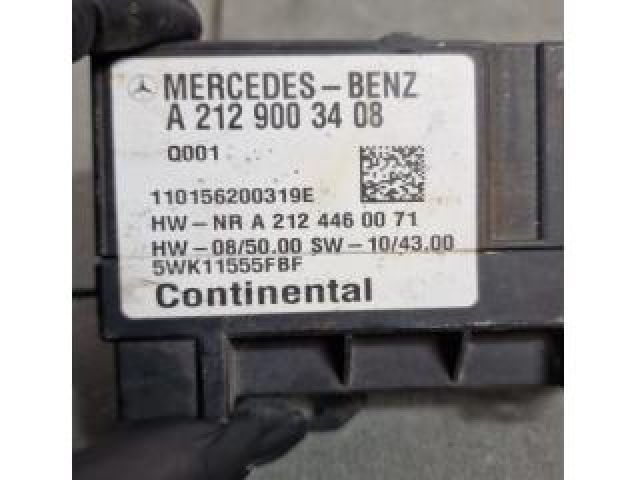 MERCEDES-BENZ
A 212 900 34 08
Q001
110156200319E
HW-NR A 212 446 00 71
HW-08/50.00 SW-10/43.00
5WK11555FBF
Continental